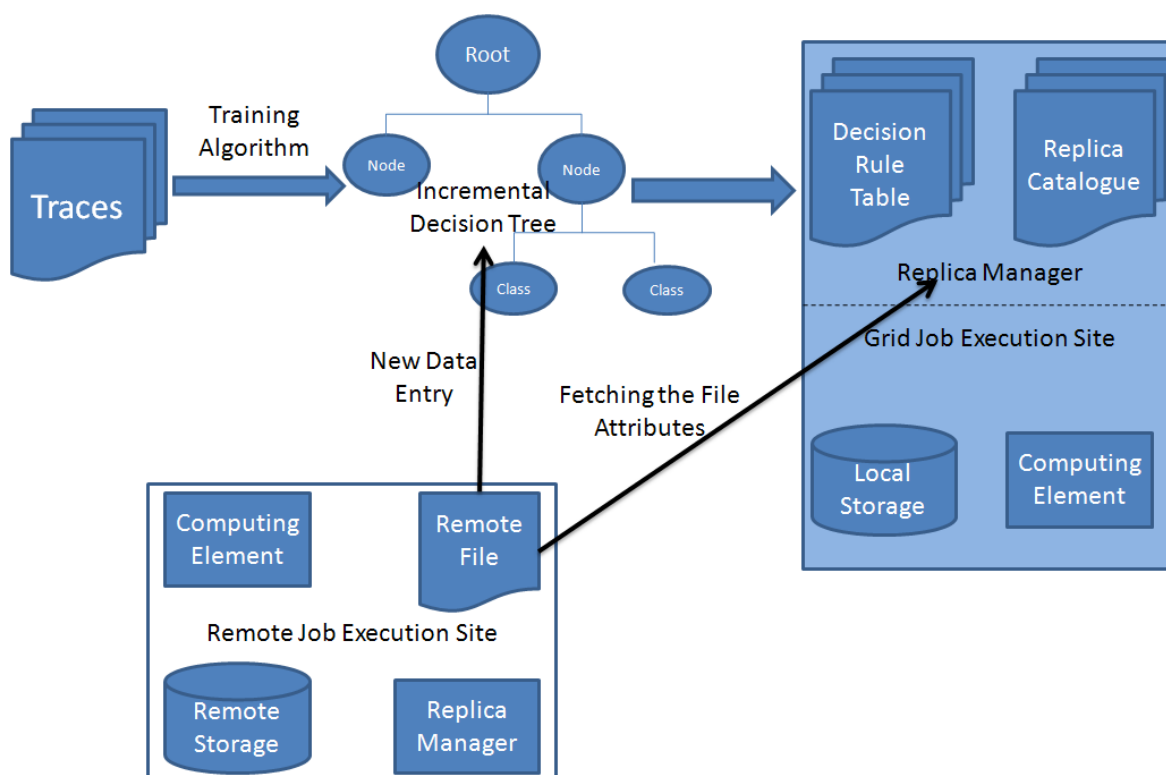 Root
Training
Algorithm
Traces
Node
Node
Incremental
Decision Tree
Class
Class
Decision
Rule
Table
Replica
Catalogue
Replica Manager
Grid Job Execution Site
New Data
Entry
Fetching the File
Attributes
Local
Storage
Computing
Element
Computing
Element
Remote
File
Remote Job Execution Site
Remote
Storage
Replica
Manager